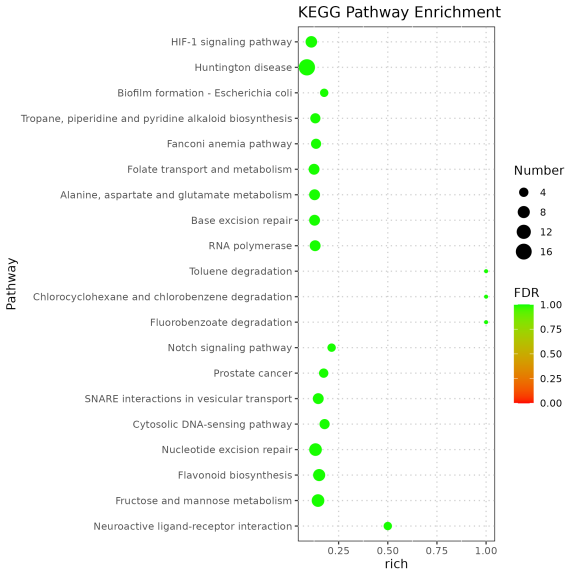 KEGG Pathway Enrichment
Pathway
HIF-1 signaling pathway
Huntington disease
Biofilm formation - Escherichia coli
Tropane, piperidine and pyridine alkaloid biosynthesis
Fanconi anemia pathway
Folate transport and metabolism
Alanine, aspartate and glutamate metabolism
Base excision repair
RNA polymerase
Toluene degradation
Chlorocyclohexane and chlorobenzene degradation
Fluorobenzoate degradation
Notch signaling pathway
Prostate cancer
SNARE interactions in vesicular transport
Cytosolic DNA-sensing pathway
Nucleotide excision repair
Flavonoid biosynthesis
Fructose and mannose metabolism
Neuroactive ligand-receptor interaction
0.25 0.50 0.75 1.00
rich
Number
4
8
12
16
FDR
1.00
0.75
0.50
0.25
0.00